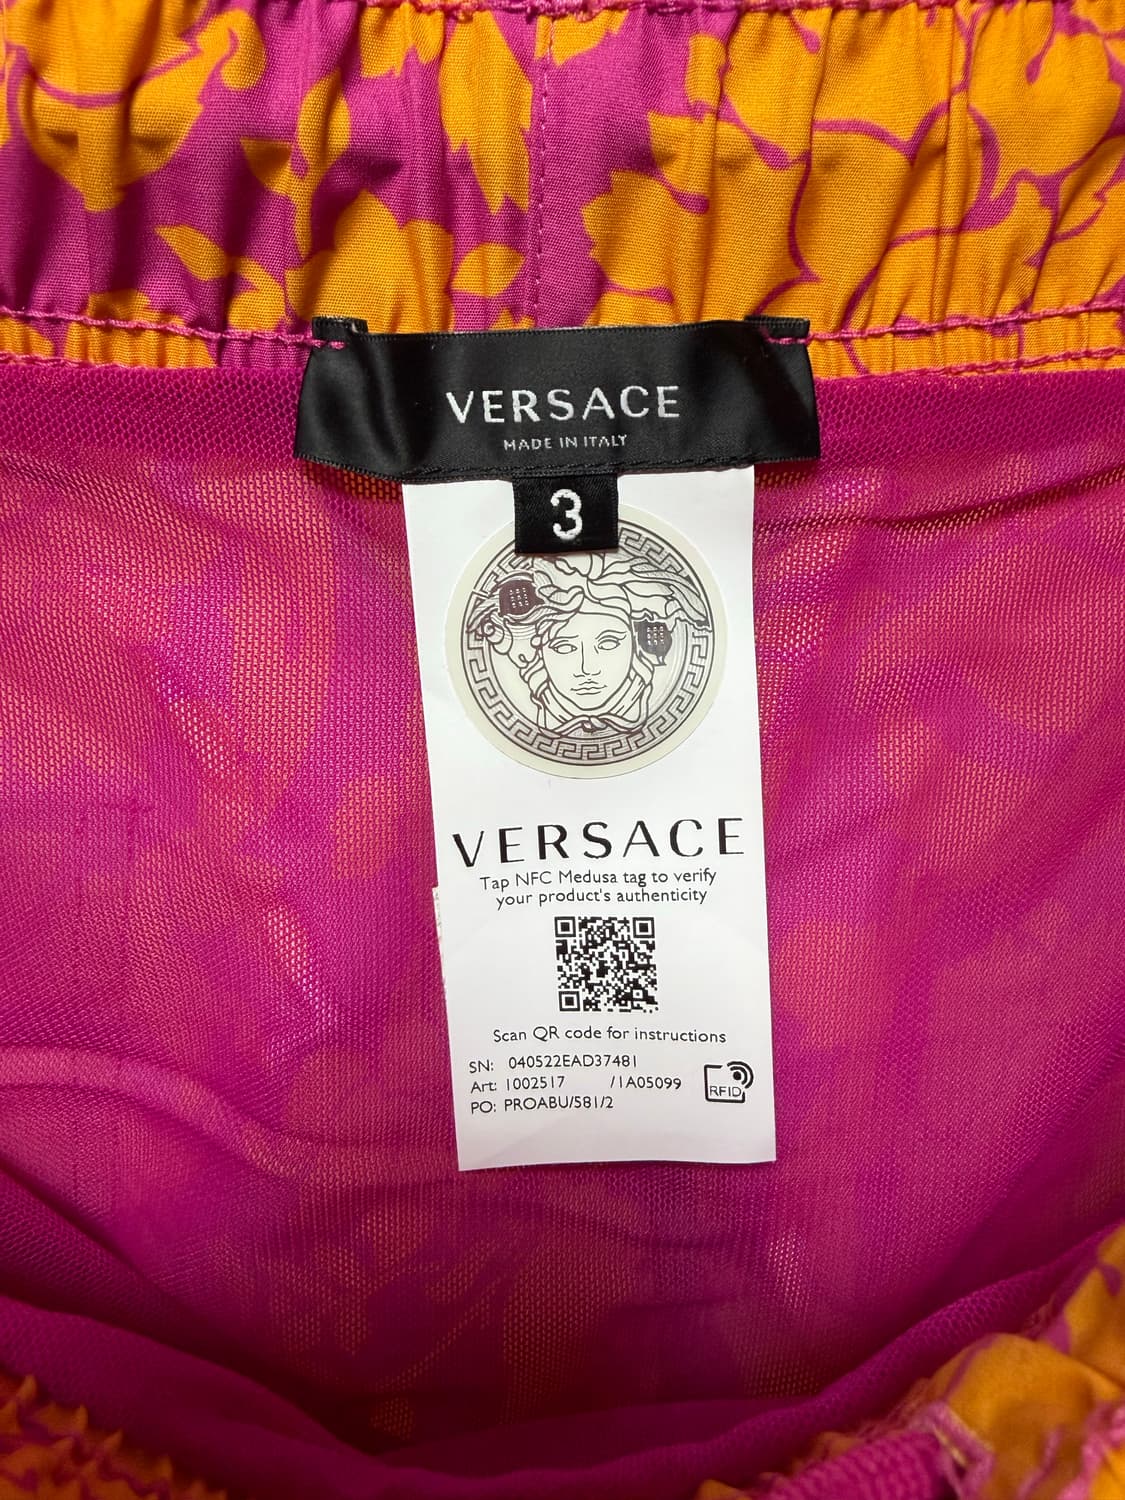 VERSACE
MADE IN ITALY
3
VERSACE
Tap NFC Medusa tag to verify
your product's authenticity
Scan QR code for instructions
SN: 040522EAD37481
Art: 1002517 /1A05099
PO: PROABU/581/2
RFID